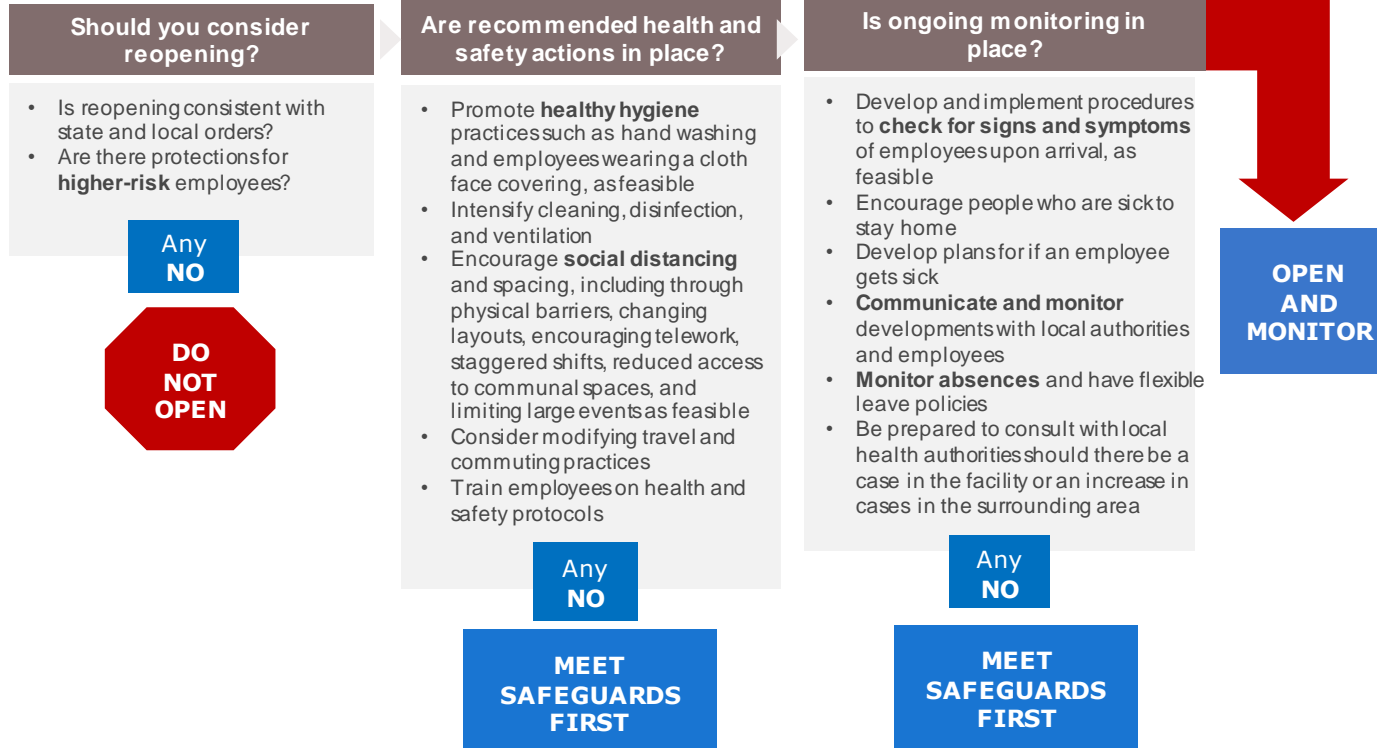 Should you consider
reopening?
• Is reopening consistent with
state and local orders?
• Are there protections for
higher-risk employees?
Any
NO
DO
NOT
OPEN
Are recommended health and
safety actions in place?
• Promote healthy hygiene
practices such as hand washing
and employees wearing a cloth
face covering, as feasible
• Intensify cleaning, disinfection,
and ventilation
• Encourage social distancing
and spacing, including through
physical barriers, changing
layouts, encouraging telework,
staggered shifts, reduced access
to communal spaces, and
limiting large events as feasible
• Consider modifying travel and
commuting practices
• Train employees on health and
safety protocols
Any
NO
MEET
SAFEGUARDS
FIRST
Is ongoing monitoring in
place?
• Develop and implement procedures
to check for signs and symptoms
of employees upon arrival, as
feasible
• Encourage people who are sick to
stay home
• Develop plans for if an employee
gets sick
• Communicate and monitor
developments with local authorities
and employees
• Monitor absences and have flexible
leave policies
• Be prepared to consult with local
health authorities should there be a
case in the facility or an increase in
cases in the surrounding area
Any
NO
MEET
SAFEGUARDS
FIRST
OPEN
AND
MONITOR